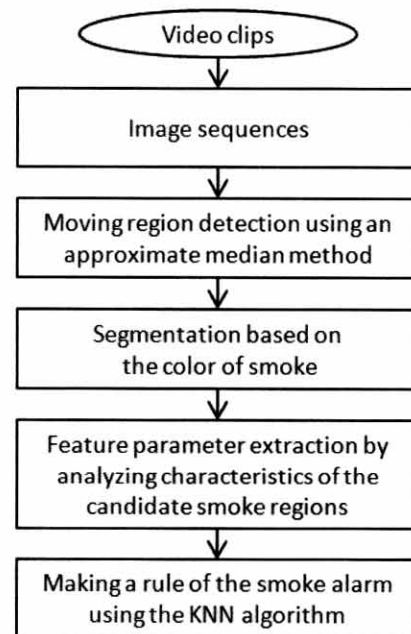 Video clips
Image sequences
Moving region detection using an
approximate median method
Segmentation based on
the color of smoke
Feature parameter extraction by
analyzing characteristics of the
candidate smoke regions
Making a rule of the smoke alarm
using the KNN algorithm